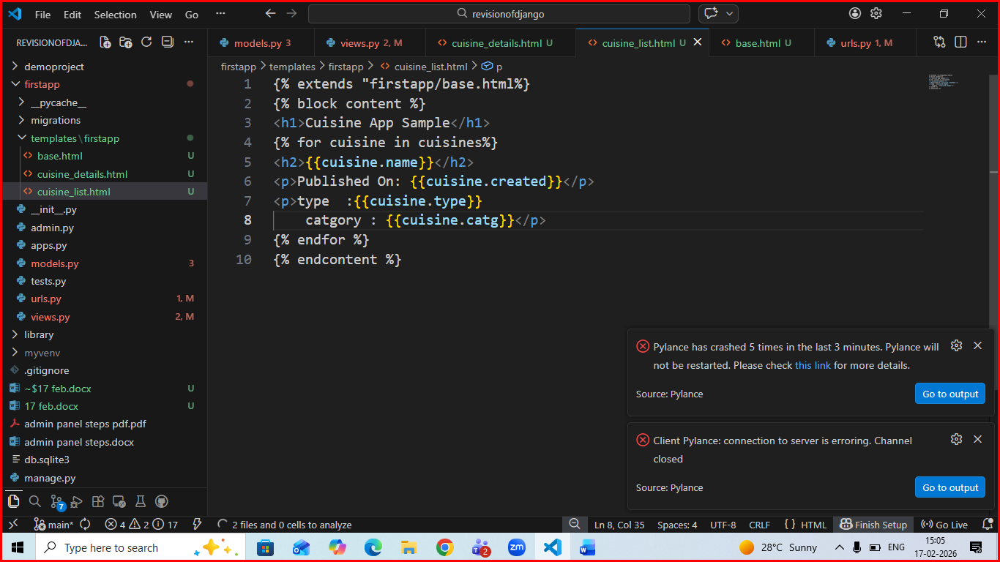 File Edit Selection View Go ··· revisionofdjango
REVISIONOFDJA... ···
models.py 3 views.py 2, M cuisine_details.html U cuisine_list.html U base.html U urls.py 1, M ···
firstapp > templates > firstapp > cuisine_list.html > p
demoproject
firstapp
__pycache__
migrations
templates\firstapp
base.html U
cuisine_details.html U
cuisine_list.html U
__init__.py
admin.py
apps.py
models.py 3
tests.py
urls.py 1, M
views.py 2, M
library
myvenv
.gitignore
~$17 feb.docx U
17 feb.docx U
admin panel steps pdf.pdf
admin panel steps.docx
db.sqlite3
manage.py
1 {% extends "firstapp/base.html%}
2 {% block content %}
3 <h1>Cuisine App Sample</h1>
4 {% for cuisine in cuisines%}
5 <h2>{{cuisine.name}}</h2>
6 <p>Published On: {{cuisine.created}}</p>
7 <p>type  :{{cuisine.type}}
8     catgory : {{cuisine.catg}}</p>
9 {% endfor %}
10 {% endcontent %}
Pylance has crashed 5 times in the last 3 minutes. Pylance will
not be restarted. Please check this link for more details.
Source: Pylance Go to output
Client Pylance: connection to server is erroring. Channel
closed
Source: Pylance Go to output
7
main* 4 2 17 2 files and 0 cells to analyze Ln 8, Col 35 Spaces: 4 UTF-8 CRLF {} HTML Finish Setup Go Live
Type here to search 2 zm 28°C Sunny ENG 15:05
17-02-2026